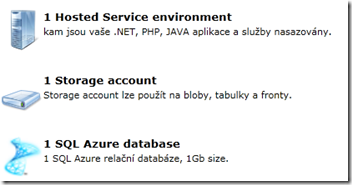 1 Hosted Service environment
kam jsou vaše .NET, PHP, JAVA aplikace a služby nasazovány.
1 Storage account
Storage account lze použít na bloby, tabulky a fronty.
1 SQL Azure database
1 SQL Azure relační databáze, 1Gb size.